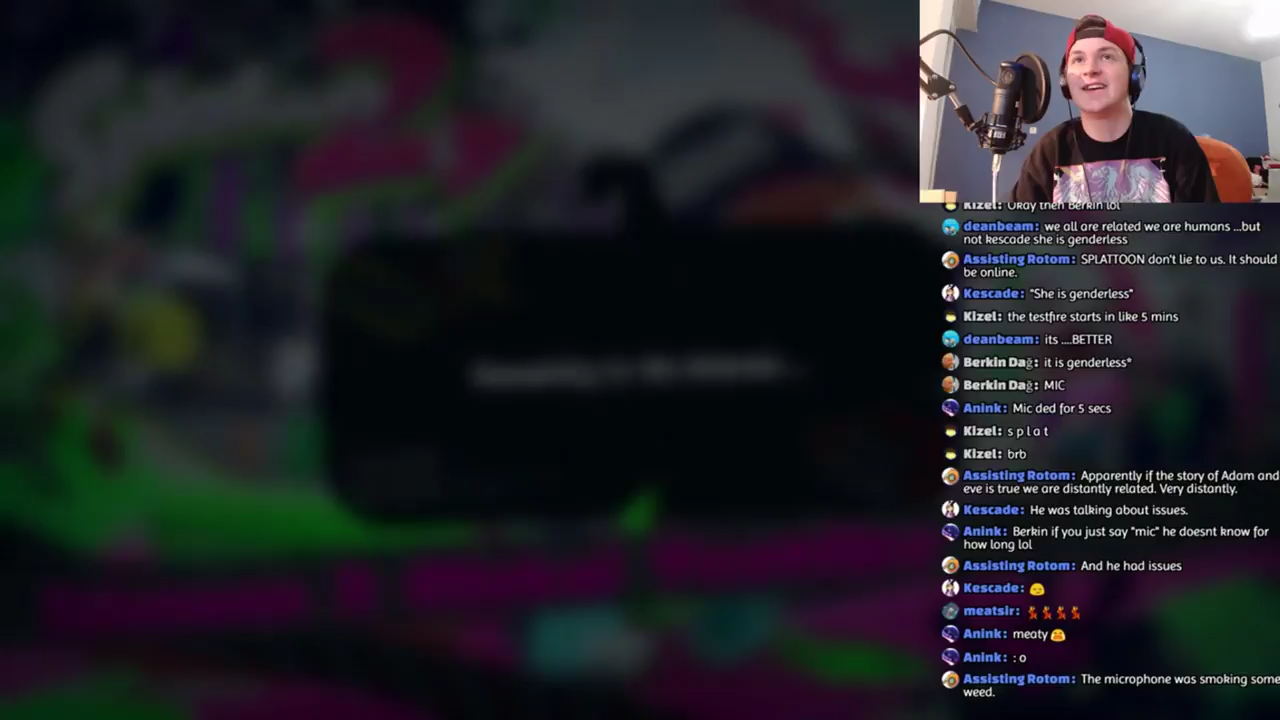 Kizel: Okay then Berkin lol
deanbeam: we all are related we are humans ...but
not kescade she is genderless
Assisting Rotom: SPLATTOON don't lie to us. It should
be online.
Kescade: "She is genderless"
Kizel: the testfire starts in like 5 mins
deanbeam: its ....BETTER
Berkin Dağ: it is genderless*
Berkin Dağ: MIC
Anink: Mic ded for 5 secs
Kizel: s p l a t
Kizel: brb
Assisting Rotom: Apparently if the story of Adam and
eve is true we are distantly related. Very distantly.
Kescade: He was talking about issues.
Anink: Berkin if you just say "mic" he doesnt know for
how long lol
Assisting Rotom: And he had issues
Kescade: 😔
meatsir: 💃💃💃💃
Anink: meaty
Anink: : o
Assisting Rotom: The microphone was smoking some
weed.